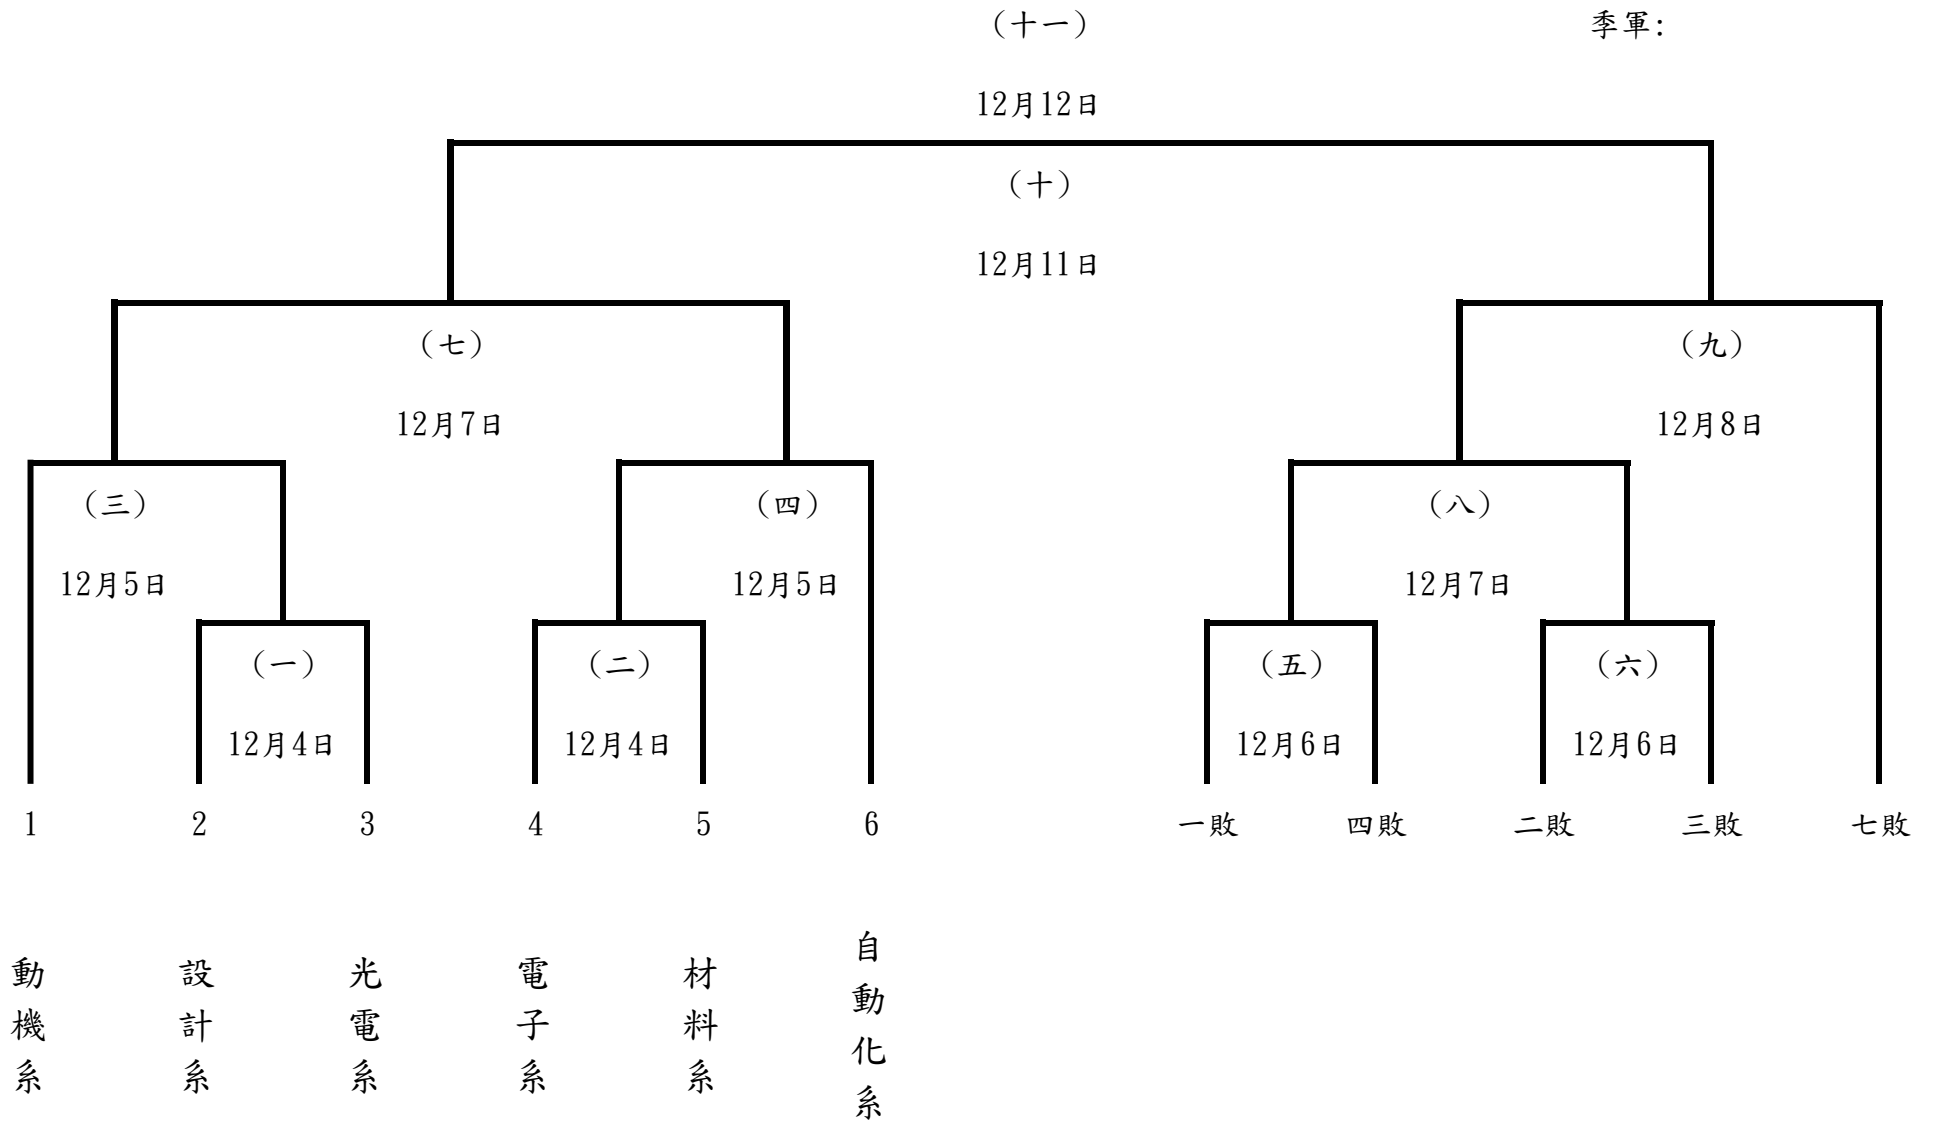 （十一）
季軍:
12月12日
（十）
12月11日
（七）
（九）
12月7日
12月8日
（三）
（四）
（八）
12月5日
12月5日
12月7日
（一）
（二）
（五）
（六）
12月4日
12月4日
12月6日
12月6日
1
2
3
4
5
6
一敗
四敗
二敗
三敗
七敗
動機系
設計系
光電系
電子系
材料系
自動化系